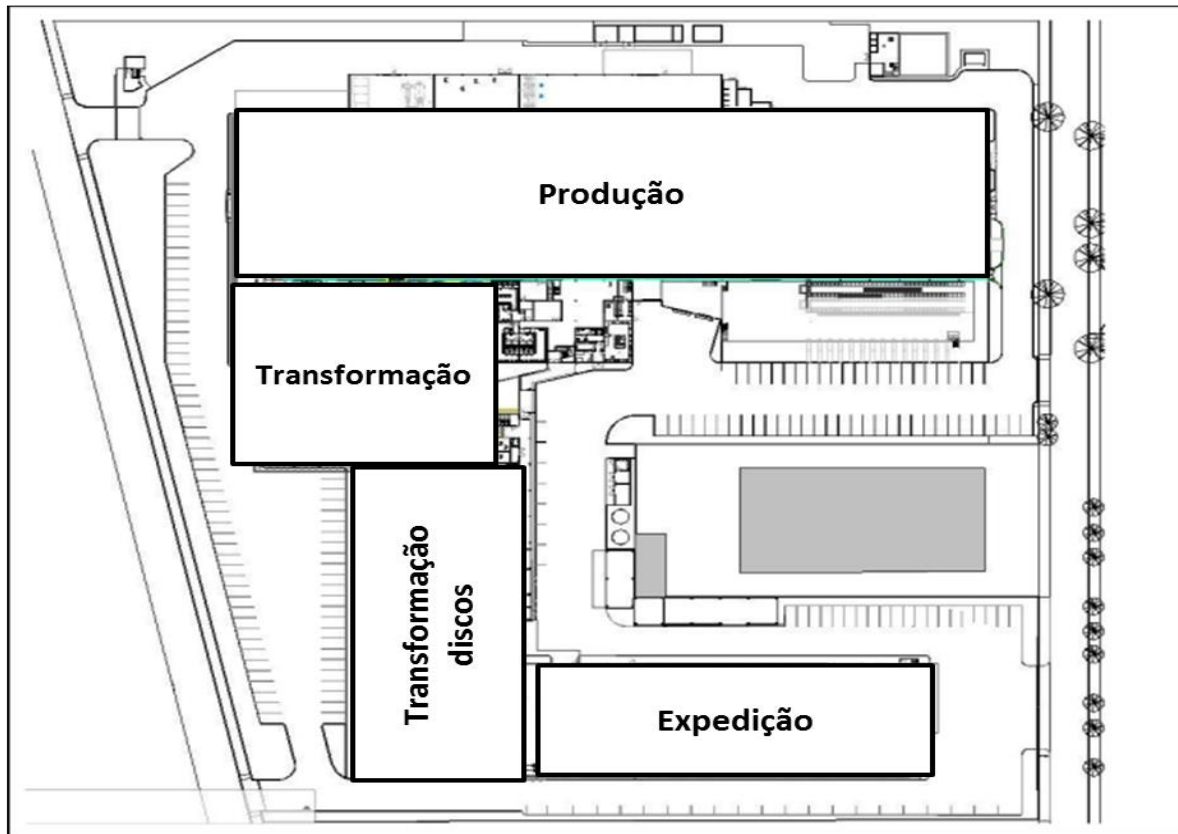 Produção
Transformação
Transformação
discos
Expedição